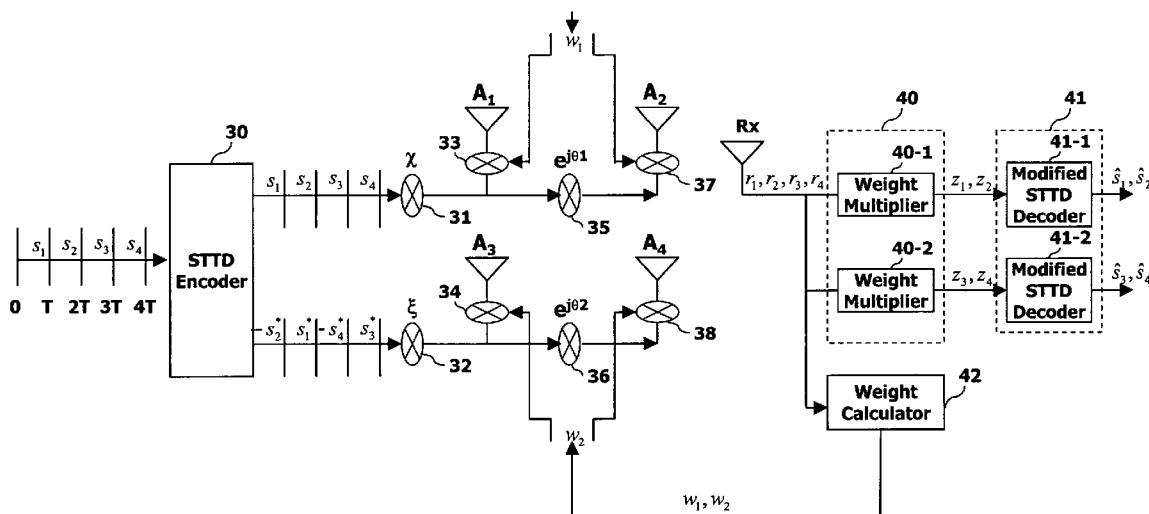 w₁
A₁
A₂
40
41
30
Rx
33
40-1
41-1
χ
e^jθ1
37
s₁ s₂ s₃ s₄
r₁, r₂, r₃, r₄
Weight
Multiplier
z₁, z₂
Modified
STTD
Decoder
ŝ₁, ŝ₂
31
35
s₁ s₂ s₃ s₄
STTD
Encoder
A₃
A₄
40-2
41-2
0 T 2T 3T 4T
34
ξ
e^jθ2
38
Weight
Multiplier
z₃, z₄
Modified
STTD
Decoder
ŝ₃, ŝ₄
-s₂* s₁* -s₄* s₃*
32
36
42
Weight
Calculator
w₂
w₁, w₂